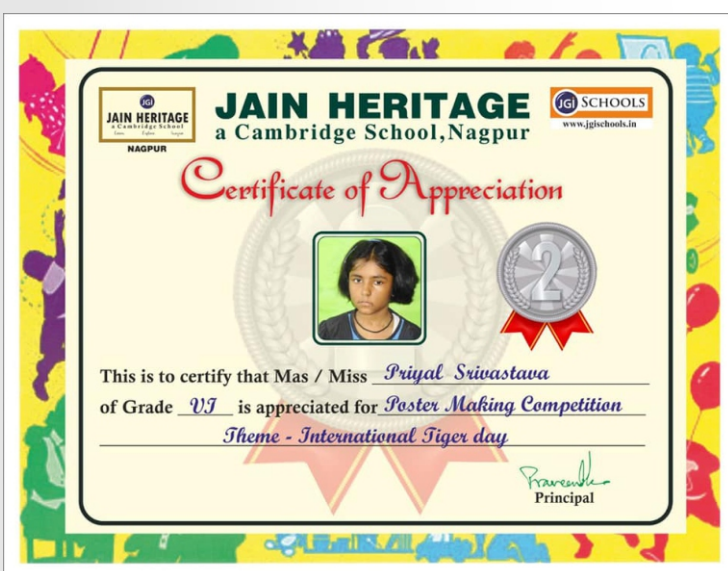 JGI
JAIN HERITAGE
a Cambridge School
NAGPUR
JAIN HERITAGE
a Cambridge School, Nagpur
JGI SCHOOLS
www.jgischools.in
Certificate of Appreciation
2
This is to certify that Mas / Miss Priyal Srivastava
of Grade VI is appreciated for Poster Making Competition
Theme - International Tiger day
Principal